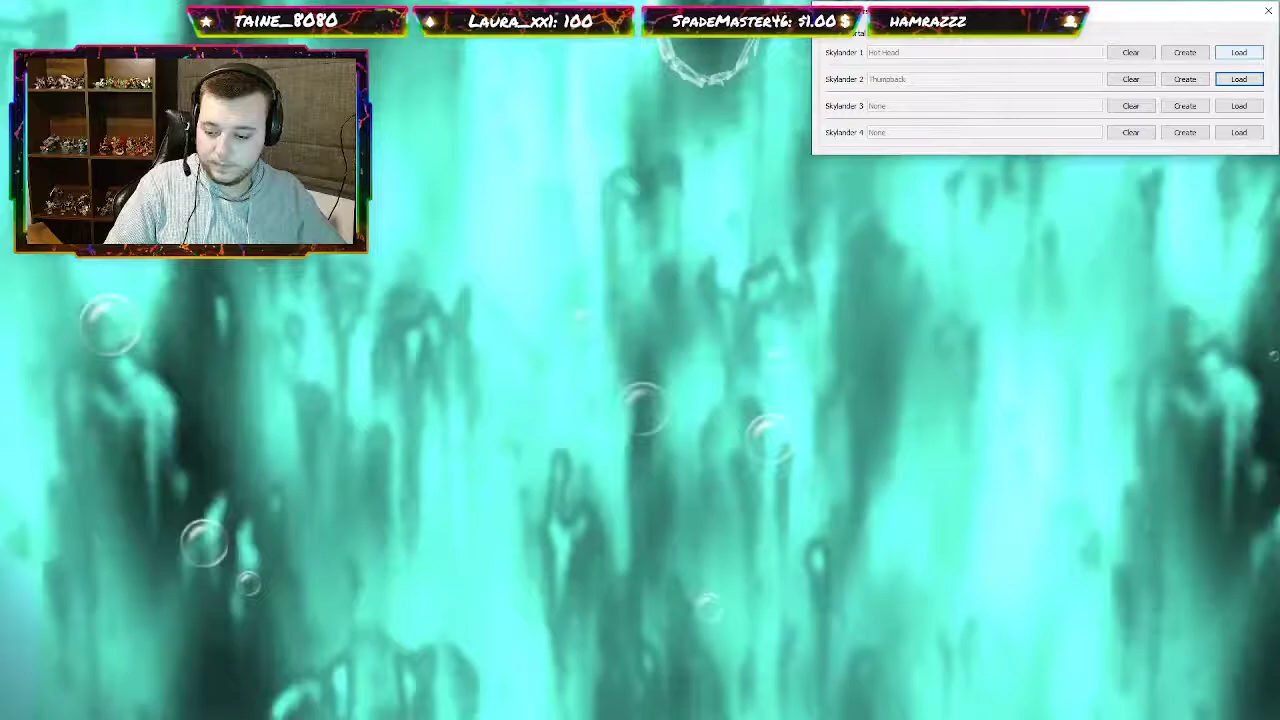 TAINE_8080
LAURA_XX1: 100
SPADEMASTER46: $1.00 $
HAMRAZZZ
Skylander 1 Hot Head Clear Create Load
Skylander 2 Thumpback Clear Create Load
Skylander 3 None Clear Create Load
Skylander 4 None Clear Create Load